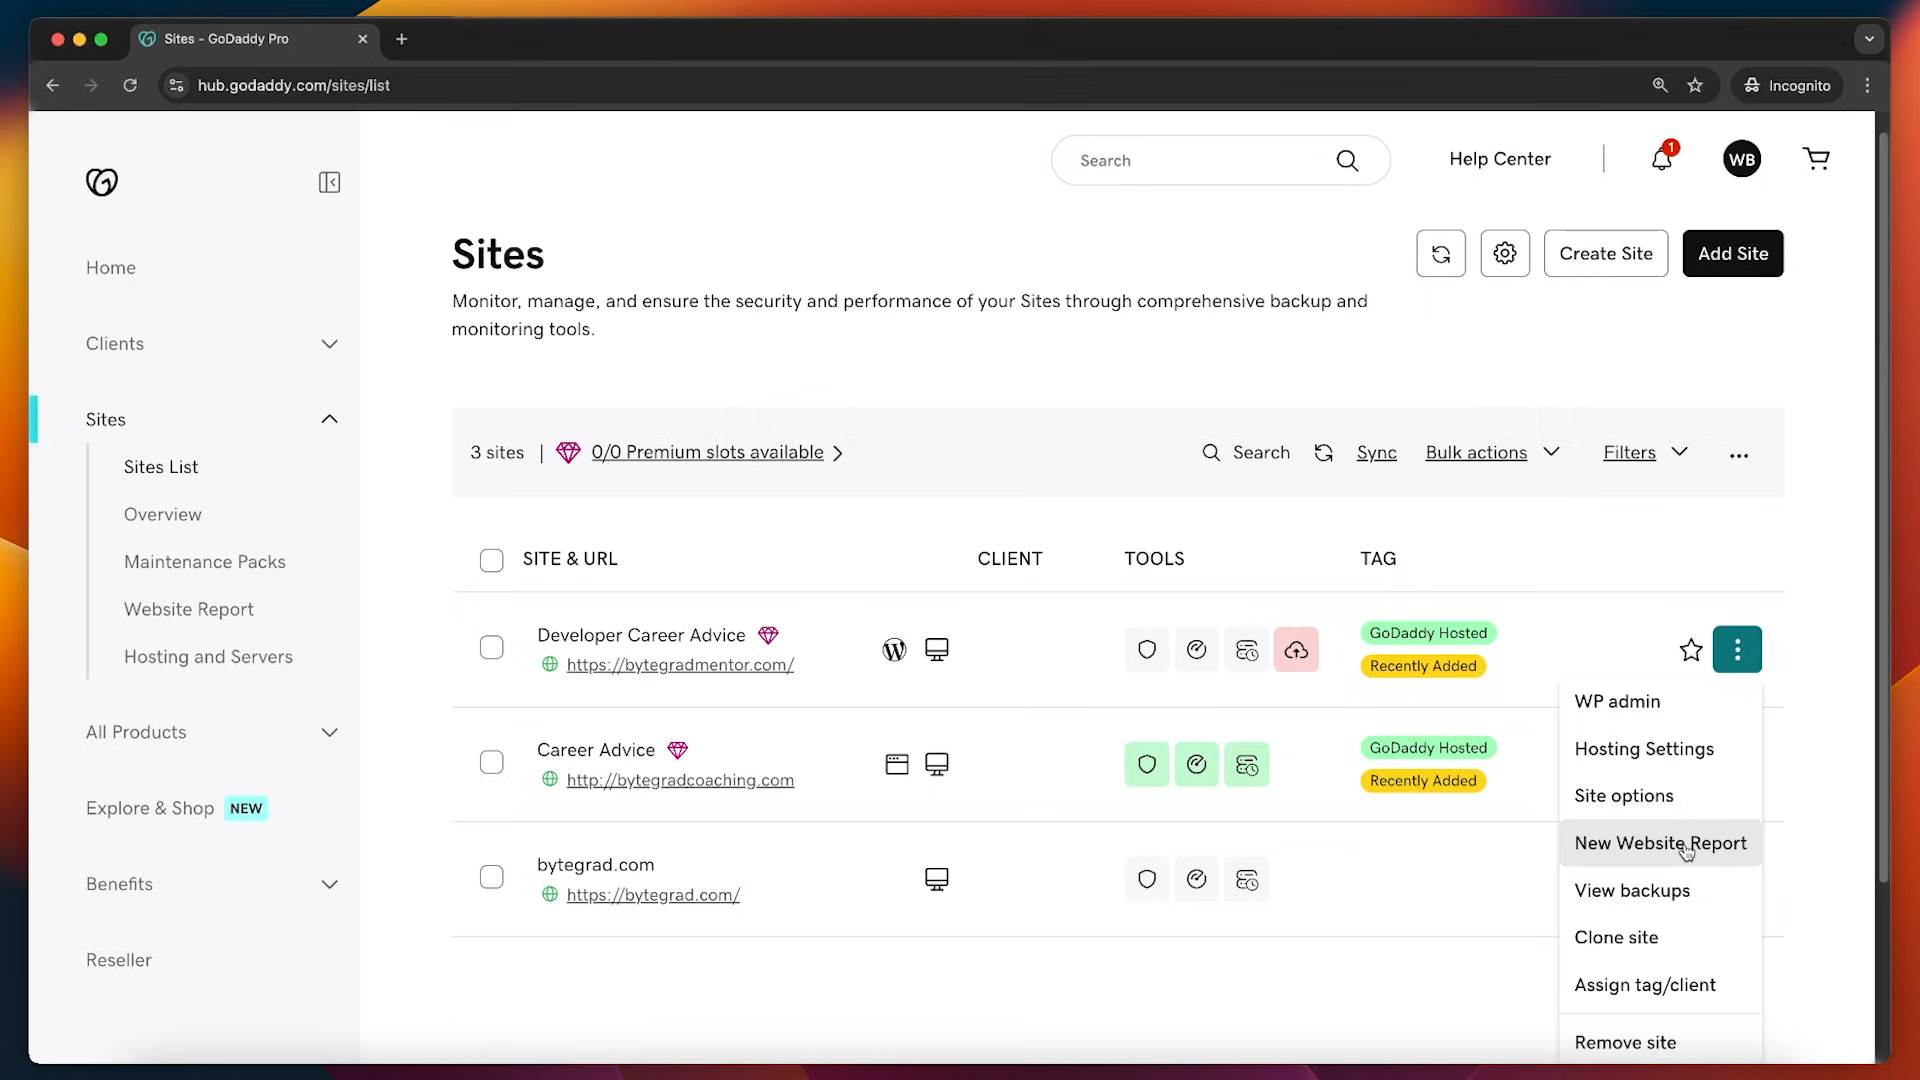 Sites - GoDaddy Pro
hub.godaddy.com/sites/list
Incognito
Search
Help Center
1
WB
Home
Clients
Sites
Sites List
Overview
Maintenance Packs
Website Report
Hosting and Servers
All Products
Explore & Shop NEW
Benefits
Reseller
Sites
Create Site
Add Site
Monitor, manage, and ensure the security and performance of your Sites through comprehensive backup and
monitoring tools.
3 sites | 0/0 Premium slots available
Search
Sync
Bulk actions
Filters
SITE & URL
CLIENT
TOOLS
TAG
Developer Career Advice
https://bytegradmentor.com/
GoDaddy Hosted
Recently Added
Career Advice
http://bytegradcoaching.com
GoDaddy Hosted
Recently Added
bytegrad.com
https://bytegrad.com/
WP admin
Hosting Settings
Site options
New Website Report
View backups
Clone site
Assign tag/client
Remove site